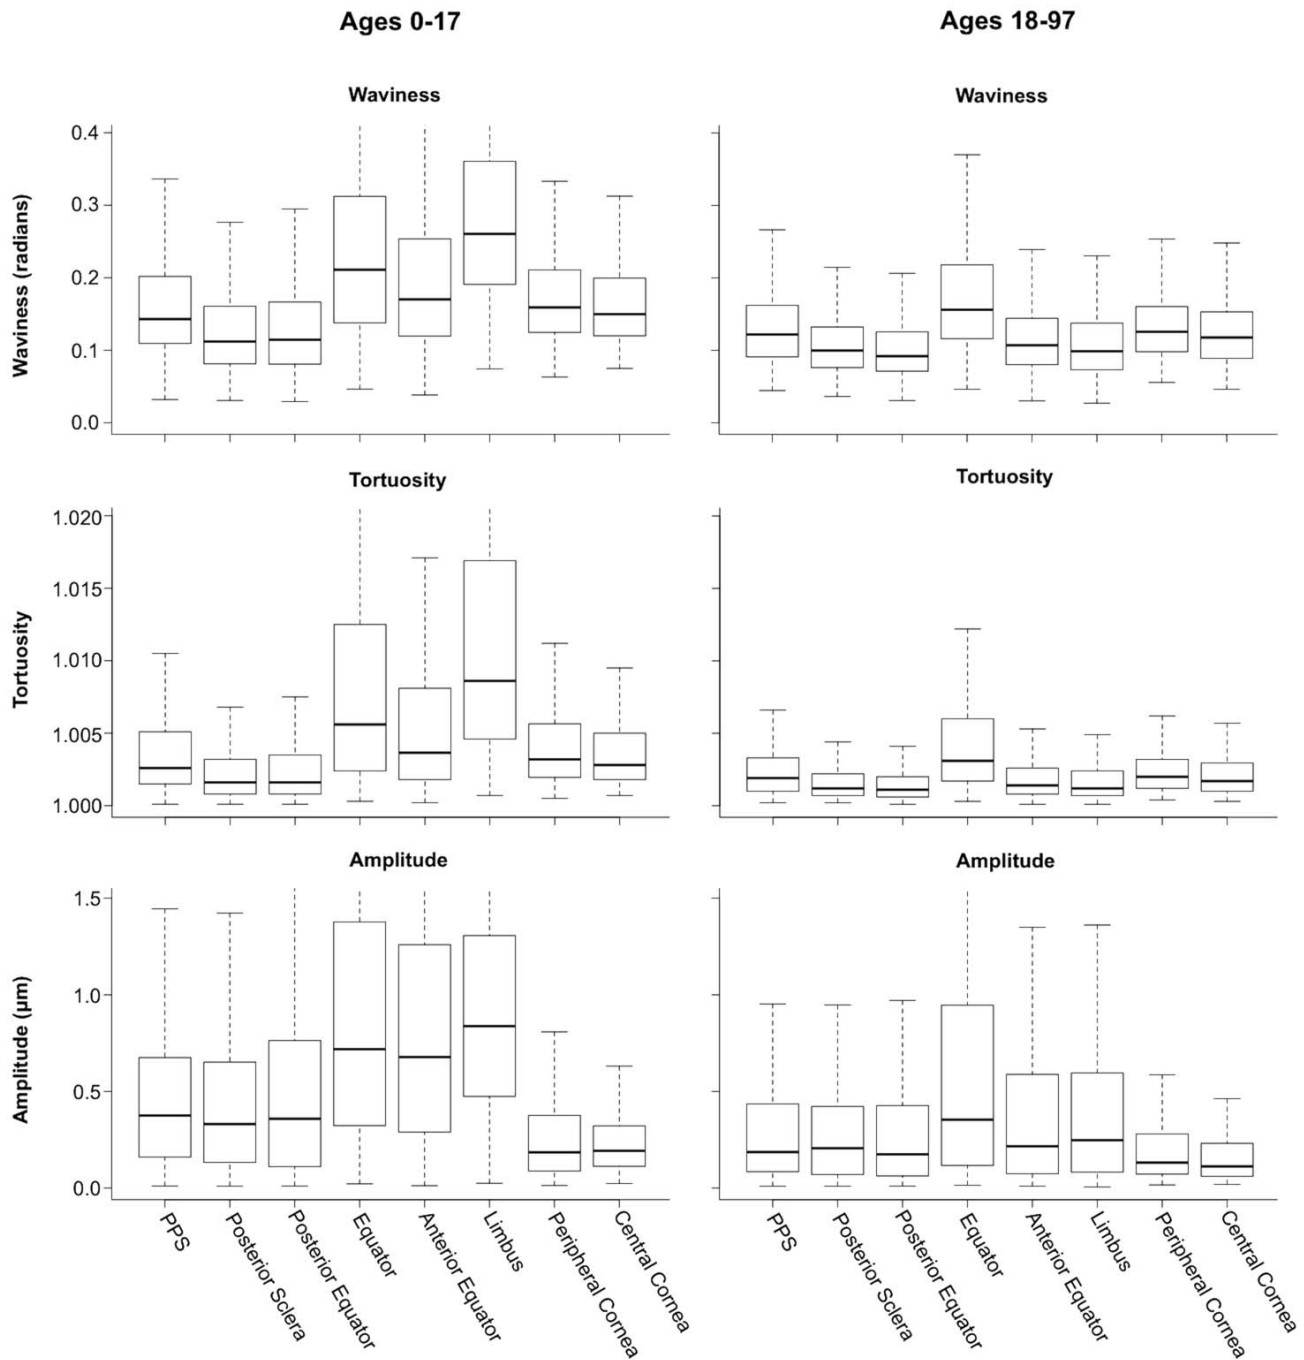 Ages 0-17 Ages 18-97
Waviness Waviness
Waviness (radians)
0.4
0.3
0.2
0.1
0.0
Tortuosity Tortuosity
Tortuosity
1.020
1.015
1.010
1.005
1.000
Amplitude Amplitude
Amplitude (µm)
1.5
1.0
0.5
0.0
PPS
Posterior Sclera
Posterior Equator
Equator
Anterior Equator
Limbus
Peripheral Cornea
Central Cornea
PPS
Posterior Sclera
Posterior Equator
Equator
Anterior Equator
Limbus
Peripheral Cornea
Central Cornea